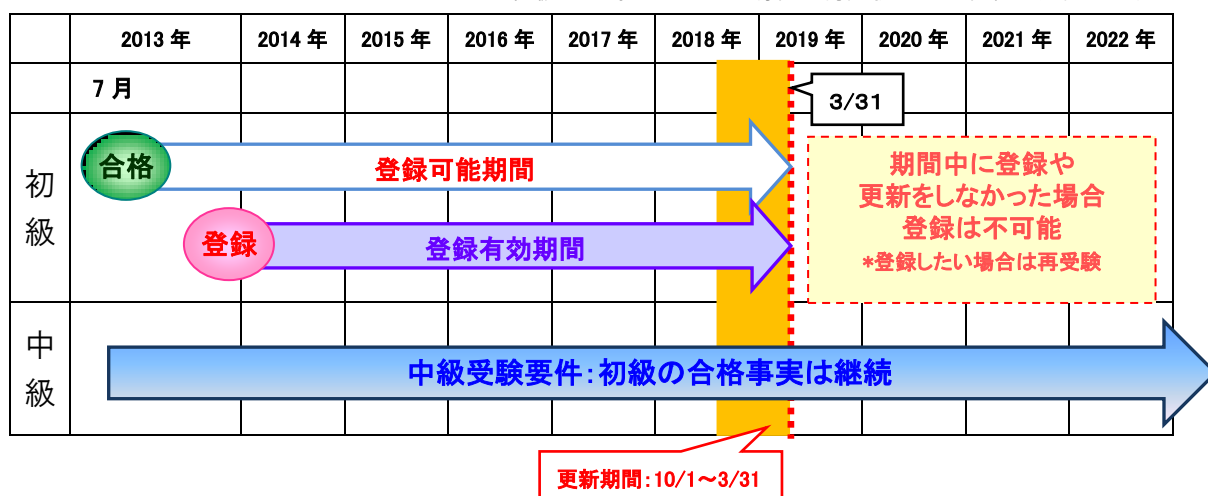 2013 年 2014 年 2015 年 2016 年 2017 年 2018 年 2019 年 2020 年 2021 年 2022 年
7 月
3/31
初級
合格
登録可能期間
登録
登録有効期間
期間中に登録や
更新をしなかった場合
登録は不可能
*登録したい場合は再受験
中級
中級受験要件:初級の合格事実は継続
更新期間:10/1~3/31